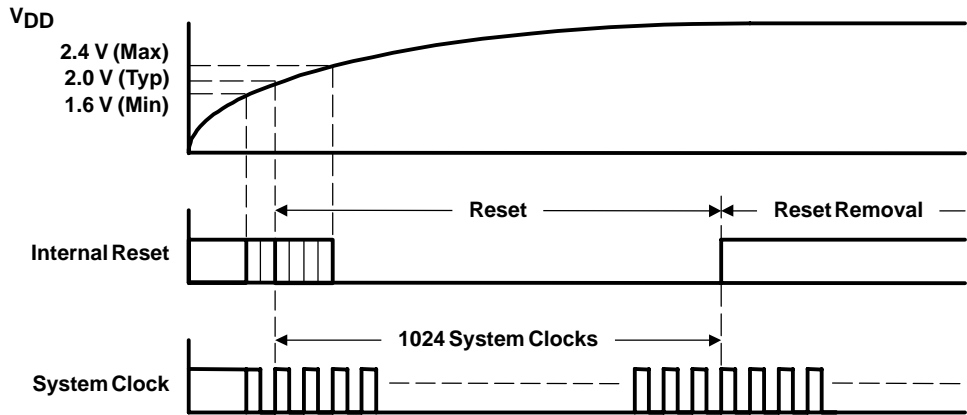 VDD
2.4 V (Max)
2.0 V (Typ)
1.6 V (Min)
Reset
Reset Removal
Internal Reset
1024 System Clocks
System Clock